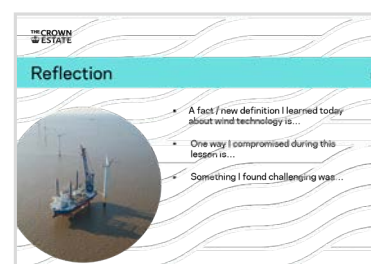 THE CROWN
ESTATE
Reflection
• A fact / new definition I learned today
about wind technology is...
• One way I compromised during this
lesson is...
• Something I found challenging was...